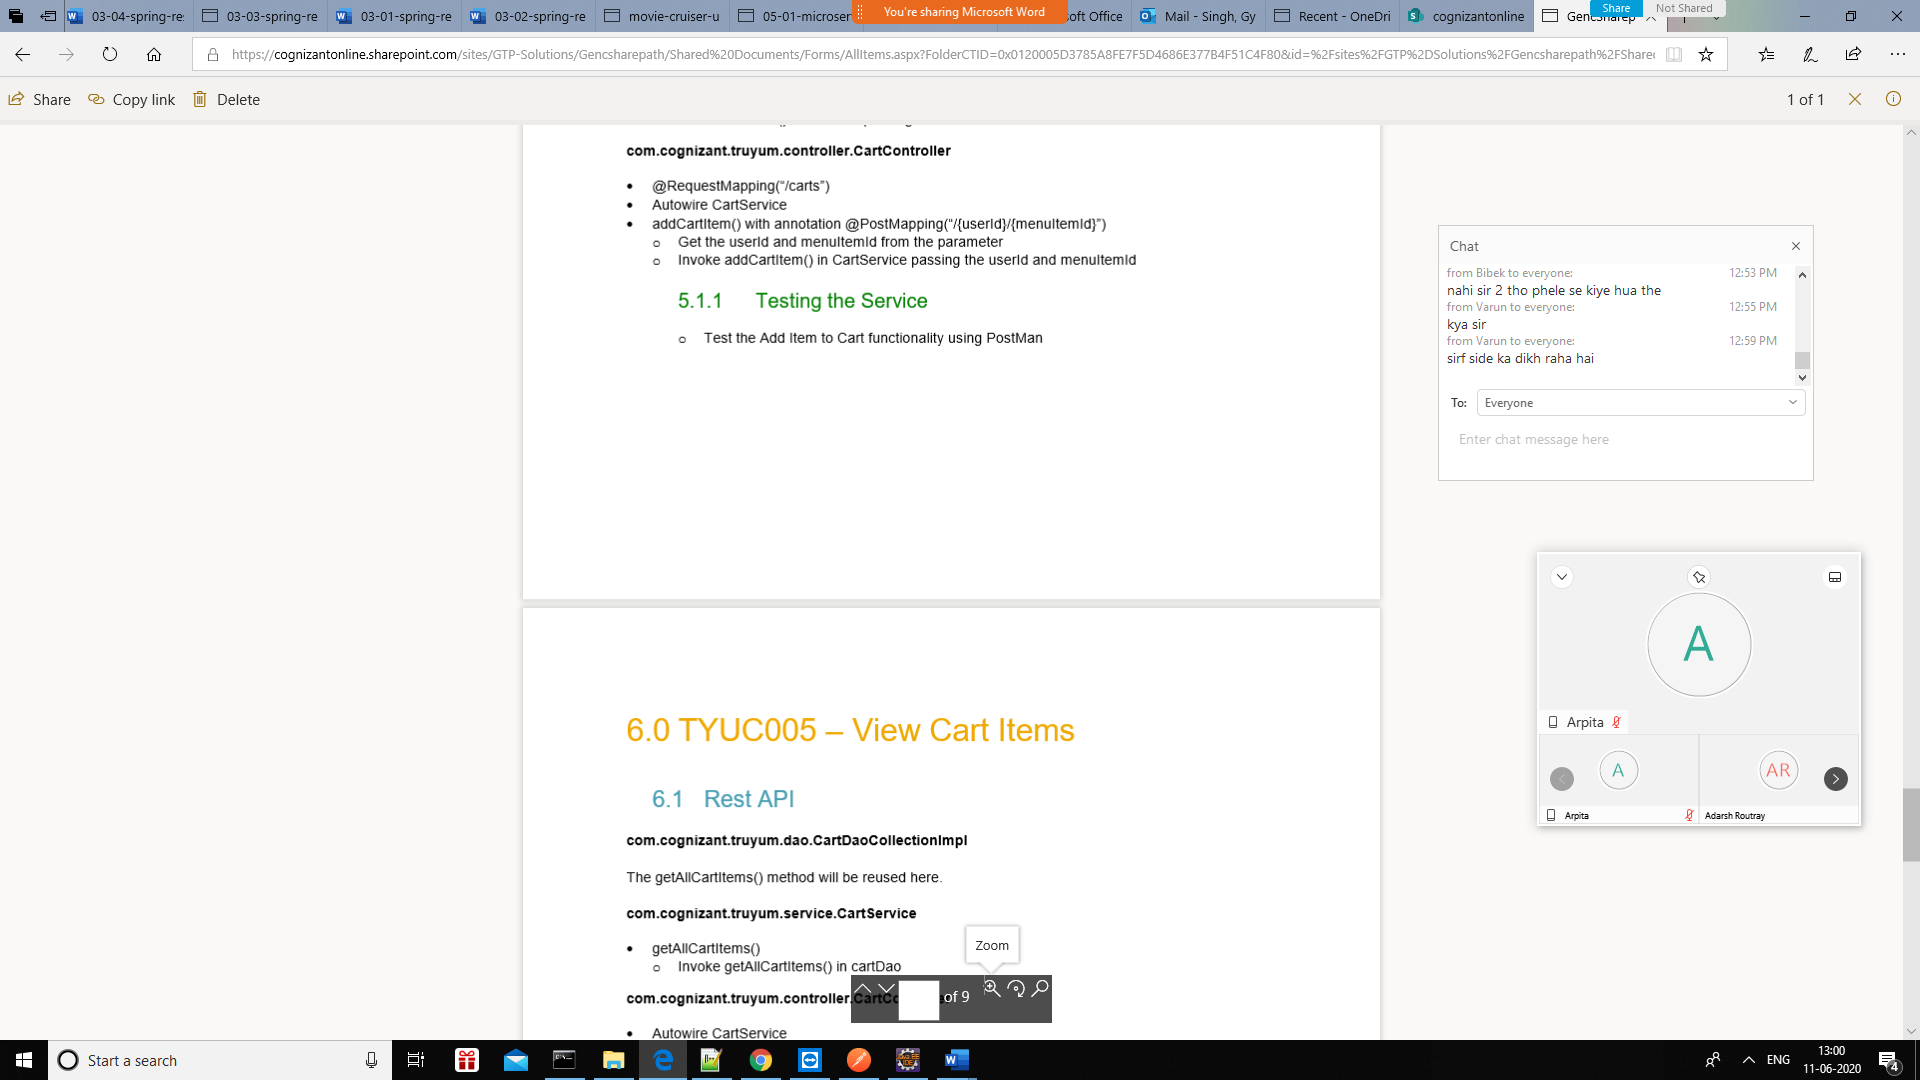 03-04-spring-re
03-03-spring-re
03-01-spring-re
03-02-spring-re
movie-cruiser-u
05-01-microser
You're sharing Microsoft Word
soft Office
Mail - Singh, Gy
Recent - OneDri
cognizantonline
Share
Not Shared
https://cognizantonline.sharepoint.com/sites/GTP-Solutions/Gencsharepath/Shared%20Documents/Forms/AllItems.aspx?FolderCTID=0x0120005D3785A8FE7F5D4686E377B4F51C4F80&id=%2Fsites%2FGTP%2DSolutions%2FGencsharepath%2FShared
Share
Copy link
Delete
1 of 1
com.cognizant.truyum.controller.CartController
• @RequestMapping(“/carts”)
• Autowire CartService
• addCartItem() with annotation @PostMapping(“/{userId}/{menuItemId}”)
o Get the userId and menuItemId from the parameter
o Invoke addCartItem() in CartService passing the userId and menuItemId
5.1.1 Testing the Service
o Test the Add Item to Cart functionality using PostMan
6.0 TYUC005 – View Cart Items
6.1 Rest API
com.cognizant.truyum.dao.CartDaoCollectionImpl
The getAllCartItems() method will be reused here.
com.cognizant.truyum.service.CartService
• getAllCartItems()
o Invoke getAllCartItems() in cartDao
com.cognizant.truyum.controller.CartC
• Autowire CartService
Zoom
of 9
Chat
from Bibek to everyone: 12:53 PM
nahi sir 2 tho phele se kiye hua the
from Varun to everyone: 12:55 PM
kya sir
from Varun to everyone: 12:59 PM
sirf side ka dikh raha hai
To: Everyone
Enter chat message here
A
Arpita
A
AR
Arpita
Adarsh Routray
Start a search
ENG
13:00
11-06-2020
4